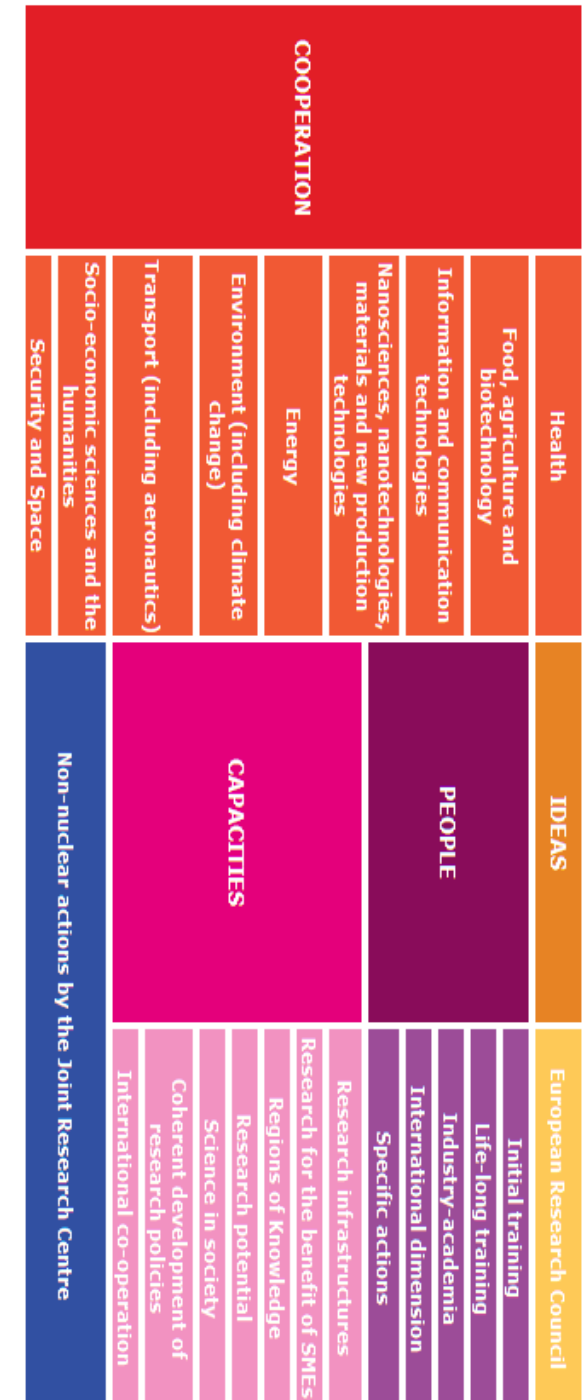 COOPERATION
Health
Food, agriculture and
biotechnology
Information and communication
technologies
Nanosciences, nanotechnologies,
materials and new production
technologies
Energy
Environment (including climate
change)
Transport (including aeronautics)
Socio-economic sciences and the
humanities
Security and Space
IDEAS
European Research Council
PEOPLE
Initial training
Life-long training
Industry-academia
International dimension
Specific actions
CAPACITIES
Research infrastructures
Research for the benefit of SMEs
Regions of Knowledge
Research potential
Science in society
Coherent development of
research policies
International co-operation
Non-nuclear actions by the Joint Research Centre